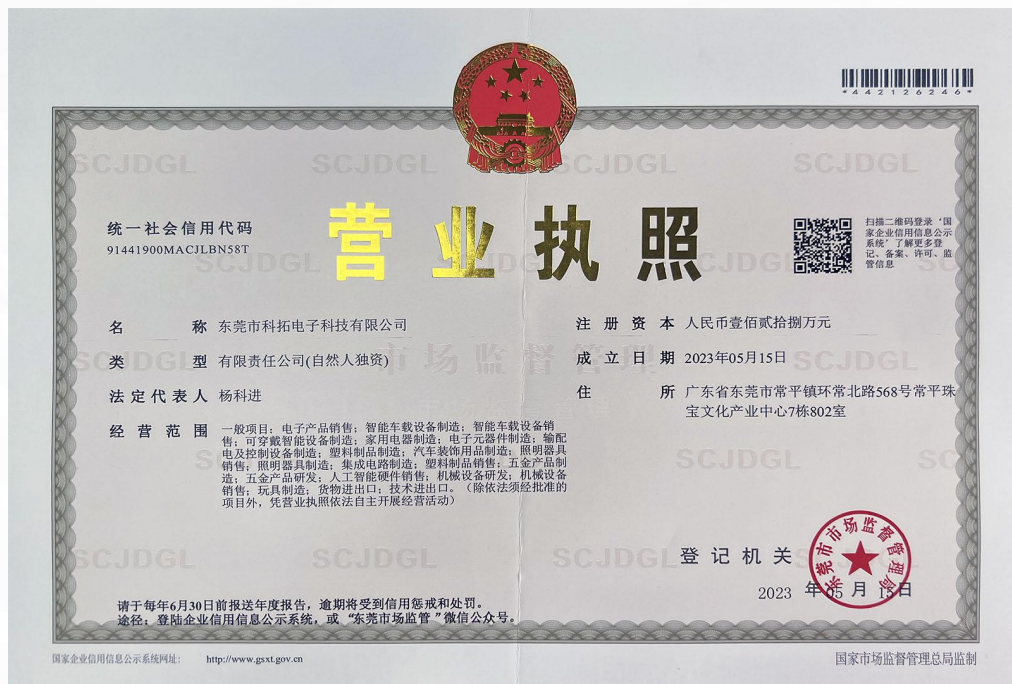 *442126246*
SCJDGL SCJDGL SCJDGL SCJDGL
营业执照
统一社会信用代码
91441900MACJLBN58T
扫描二维码登录‘国
家企业信用信息公示
系统’了解更多登
记、备案、许可、监
管信息
名称 东莞市科拓电子科技有限公司
类型 有限责任公司(自然人独资)
法定代表人 杨科进
经营范围 一般项目：电子产品销售；智能车载设备制造；智能车载设备销
售；可穿戴智能设备制造；家用电器制造；电子元器件制造；输配
电及控制设备制造；塑料制品制造；汽车装饰用品制造；照明器具
销售；照明器具制造；集成电路制造；塑料制品销售；五金产品制
造；五金产品研发；人工智能硬件销售；机械设备研发；机械设备
销售；玩具制造；货物进出口；技术进出口。（除依法须经批准的
项目外，凭营业执照依法自主开展经营活动）
注册资本 人民币壹佰贰拾捌万元
成立日期 2023年05月15日
住所 广东省东莞市常平镇环常北路568号常平珠
宝文化产业中心7栋802室
市场监督管理
登记机关
东莞市市场监督管理局
2023 年 05 月 15 日
请于每年6月30日前报送年度报告，逾期将受到信用惩戒和处罚。
途径：登陆企业信用信息公示系统，或“东莞市场监管”微信公众号。
国家企业信用信息公示系统网址： http://www.gsxt.gov.cn
国家市场监督管理总局监制